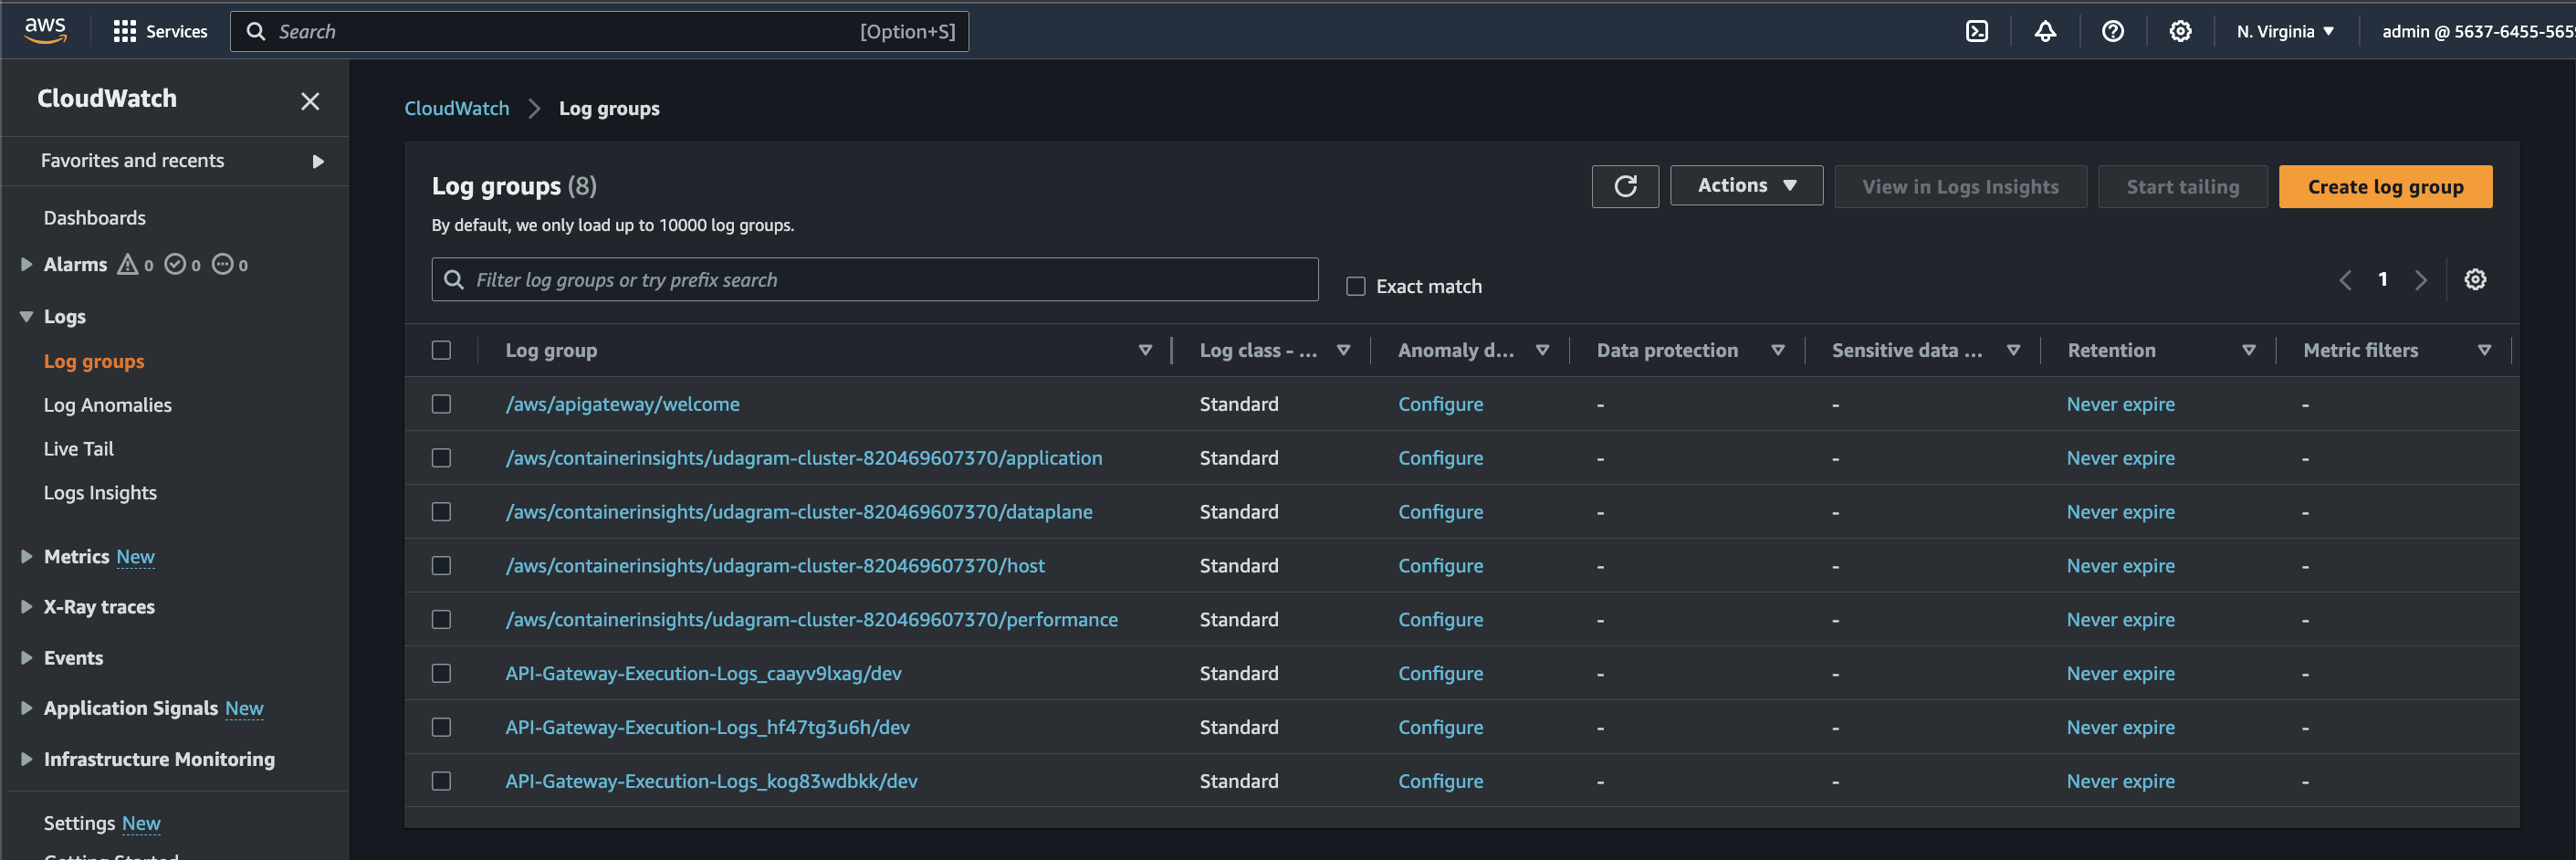 aws Services Search [Option+S] N. Virginia admin @ 5637-6455-565
CloudWatch
Favorites and recents
Dashboards
Alarms 0 0 0
Logs
Log groups
Log Anomalies
Live Tail
Logs Insights
Metrics New
X-Ray traces
Events
Application Signals New
Infrastructure Monitoring
Settings New
Getting Started
CloudWatch > Log groups
Log groups (8)
By default, we only load up to 10000 log groups.
Actions View in Logs Insights Start tailing Create log group
Filter log groups or try prefix search Exact match 1
Log group Log class - ... Anomaly d... Data protection Sensitive data ... Retention Metric filters
/aws/apigateway/welcome Standard Configure - - Never expire -
/aws/containerinsights/udagram-cluster-820469607370/application Standard Configure - - Never expire -
/aws/containerinsights/udagram-cluster-820469607370/dataplane Standard Configure - - Never expire -
/aws/containerinsights/udagram-cluster-820469607370/host Standard Configure - - Never expire -
/aws/containerinsights/udagram-cluster-820469607370/performance Standard Configure - - Never expire -
API-Gateway-Execution-Logs_caayv9lxag/dev Standard Configure - - Never expire -
API-Gateway-Execution-Logs_hf47tg3u6h/dev Standard Configure - - Never expire -
API-Gateway-Execution-Logs_kog83wdbkk/dev Standard Configure - - Never expire -